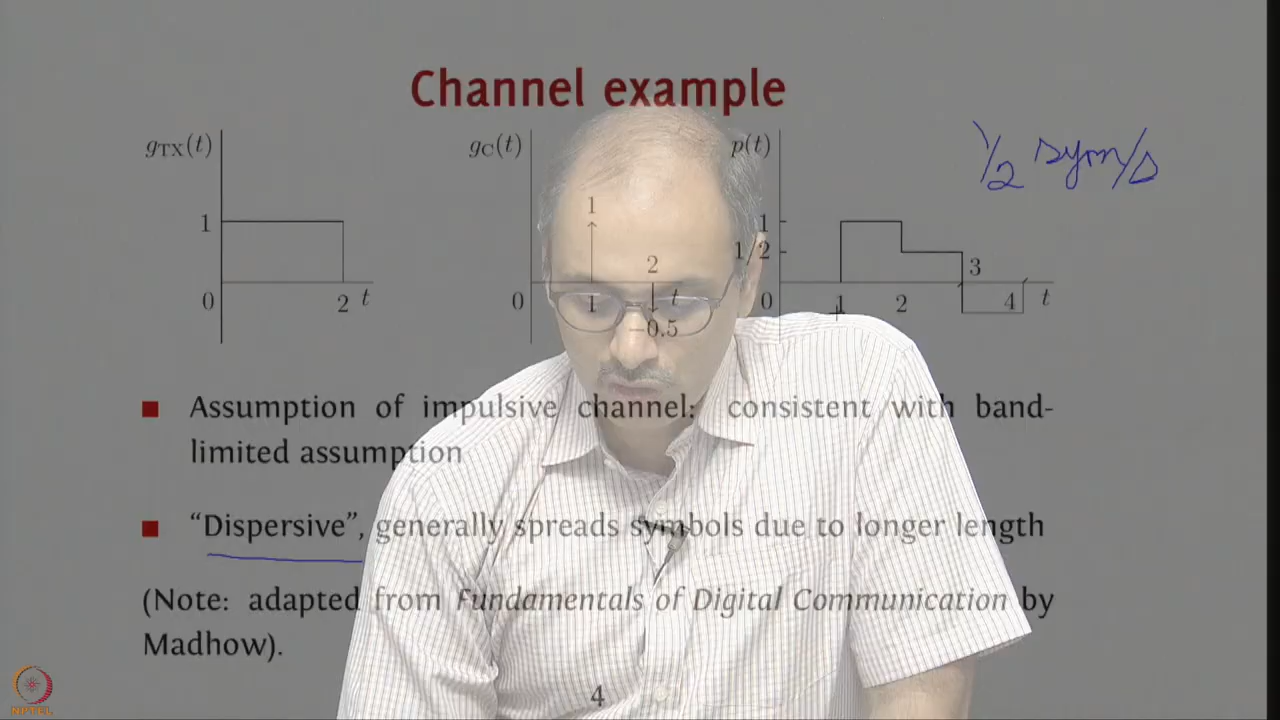 Channel example
g_TX(t)
1
0
2
t
g_C(t)
1
0
1
2
t
−0.5
p(t)
1
1/2
0
1
2
3
4
t
1/2 sym/s
Assumption of impulsive channel: consistent with band-
limited assumption
“Dispersive”, generally spreads symbols due to longer length
(Note: adapted from Fundamentals of Digital Communication by
Madhow).
4
NPTEL